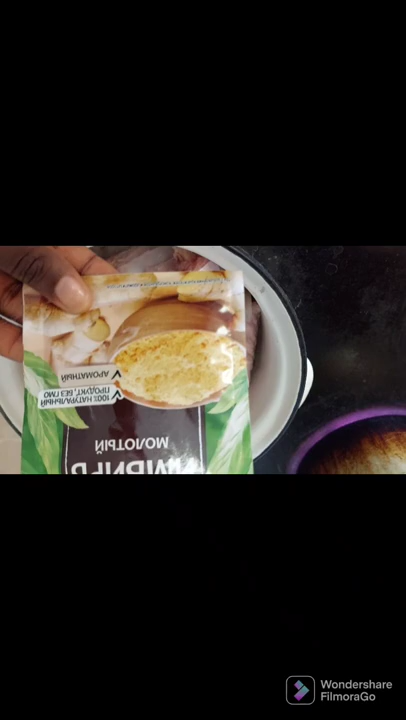 ИМБИРЬ
МОЛОТЫЙ
100% НАТУРАЛЬНЫЙ
ПРОДУКТ, БЕЗ ГМО
АРОМАТНЫЙ
Wondershare
FilmoraGo